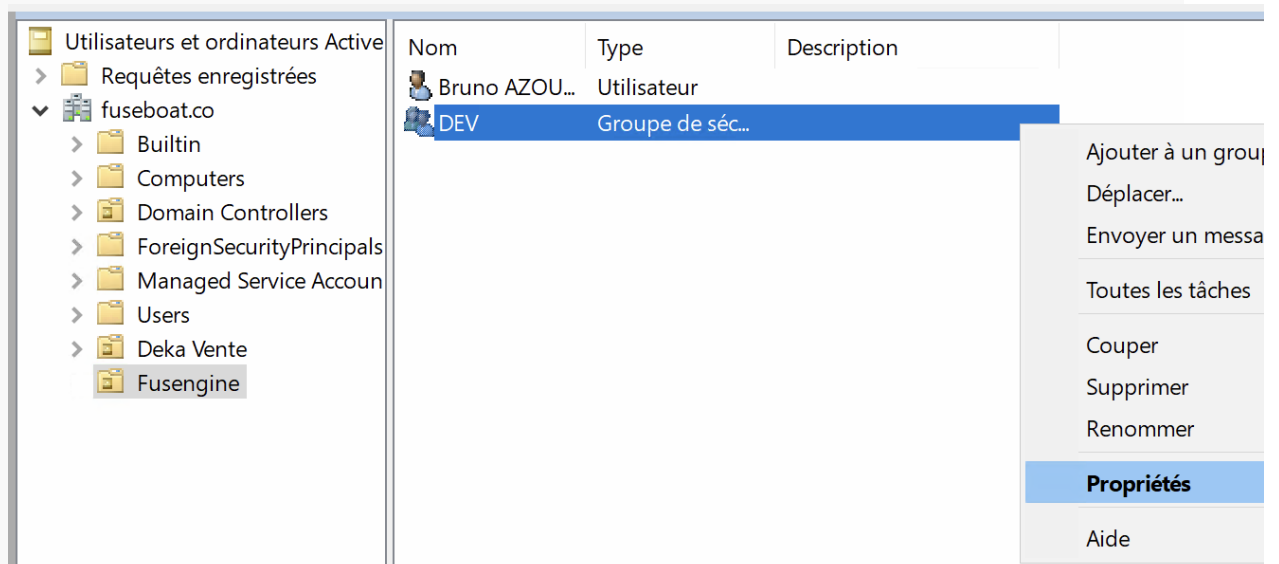 Utilisateurs et ordinateurs Active
Requêtes enregistrées
fuseboat.co
Builtin
Computers
Domain Controllers
ForeignSecurityPrincipals
Managed Service Accoun
Users
Deka Vente
Fusengine
Nom Type Description
Bruno AZOU... Utilisateur
DEV Groupe de séc...
Ajouter à un group
Déplacer...
Envoyer un messa
Toutes les tâches
Couper
Supprimer
Renommer
Propriétés
Aide